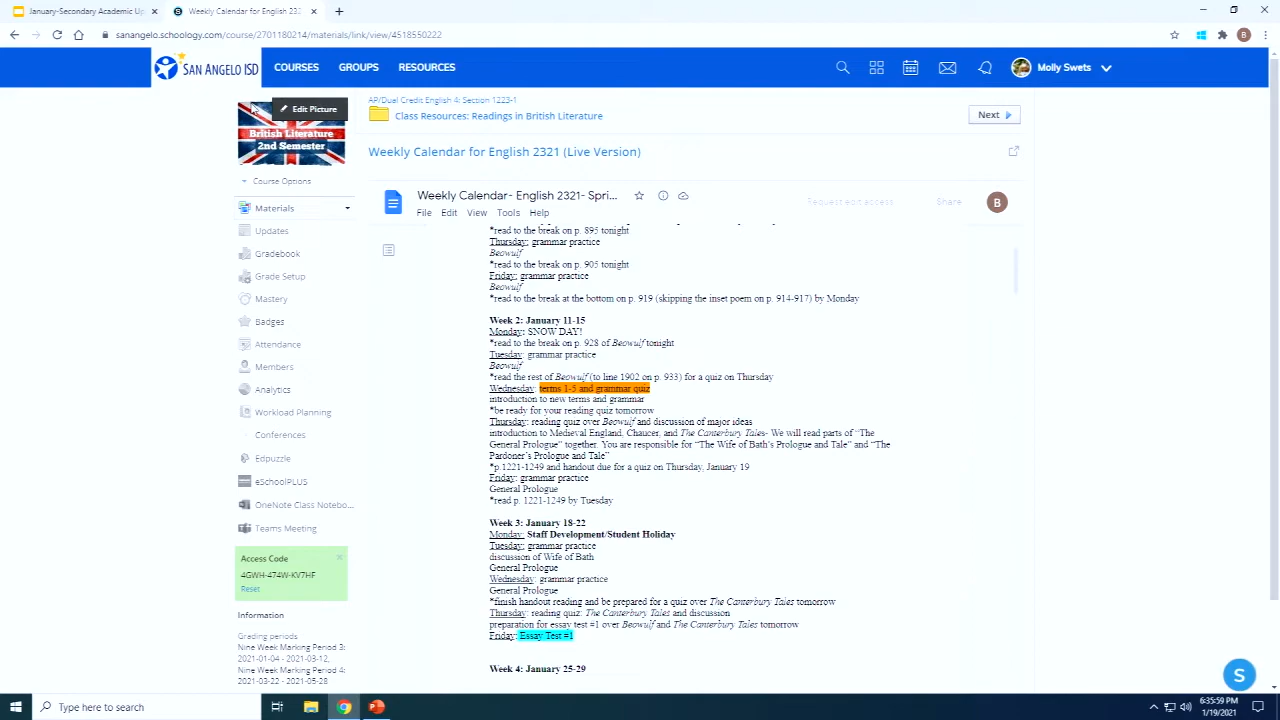 January-Secondary Academic Up
Weekly Calendar for English 2321
sanangelo.schoology.com/course/2701180214/materials/link/view/4518550222
B
SAN ANGELO ISD
COURSES
GROUPS
RESOURCES
Molly Swets
Edit Picture
British Literature
2nd Semester
AP/Dual Credit English 4: Section 1223-1
Class Resources: Readings in British Literature
Next
Weekly Calendar for English 2321 (Live Version)
Course Options
Materials
Updates
Gradebook
Grade Setup
Mastery
Badges
Attendance
Members
Analytics
Workload Planning
Conferences
Edpuzzle
eSchoolPLUS
OneNote Class Notebo...
Teams Meeting
Access Code
4GWH-474W-KV7HF
Reset
Information
Grading periods
Nine Week Marking Period 3:
2021-01-04 - 2021-03-12,
Nine Week Marking Period 4:
2021-03-22 - 2021-05-28
Weekly Calendar- English 2321- Spri...
File Edit View Tools Help
Request edit access
Share
B
*read to the break on p. 895 tonight
Thursday: grammar practice
Beowulf
*read to the break on p. 905 tonight
Friday: grammar practice
Beowulf
*read to the break at the bottom on p. 919 (skipping the inset poem on p. 914-917) by Monday
Week 2: January 11-15
Monday: SNOW DAY!
*read to the break on p. 928 of Beowulf tonight
Tuesday: grammar practice
Beowulf
*read the rest of Beowulf (to line 1902 on p. 933) for a quiz on Thursday
Wednesday: terms 1-5 and grammar quiz
introduction to new terms and grammar
*be ready for your reading quiz tomorrow
Thursday: reading quiz over Beowulf and discussion of major ideas
introduction to Medieval England, Chaucer, and The Canterbury Tales- We will read parts of "The
General Prologue" together. You are responsible for "The Wife of Bath's Prologue and Tale" and "The
Pardoner's Prologue and Tale"
*p.1221-1249 and handout due for a quiz on Thursday, January 19
Friday: grammar practice
General Prologue
*read p. 1221-1249 by Tuesday
Week 3: January 18-22
Monday: Staff Development/Student Holiday
Tuesday: grammar practice
discussion of Wife of Bath
General Prologue
Wednesday: grammar practice
General Prologue
*finish handout reading and be prepared for a quiz over The Canterbury Tales tomorrow
Thursday: reading quiz: The Canterbury Tales and discussion
preparation for essay test #1 over Beowulf and The Canterbury Tales tomorrow
Friday: Essay Test #1
Week 4: January 25-29
S
Type here to search
6:35:59 PM
1/19/2021